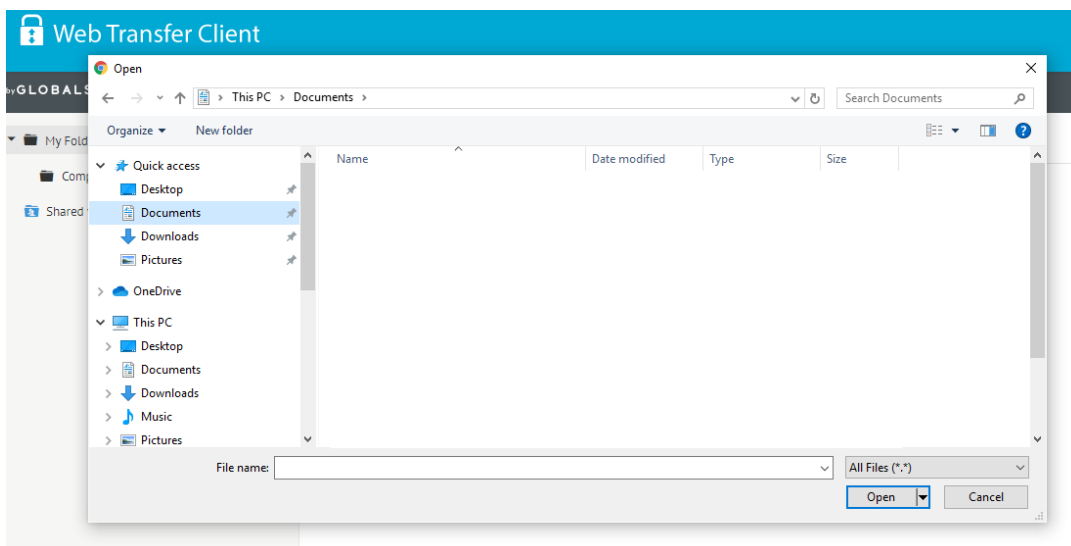 Web Transfer Client
Open
by GLOBALS
This PC > Documents >
Search Documents
Organize
New folder
My Fold
Name
Date modified
Type
Size
Quick access
Comp
Desktop
Shared
Documents
Downloads
Pictures
OneDrive
This PC
Desktop
Documents
Downloads
Music
Pictures
File name:
All Files (*.*)
Open
Cancel